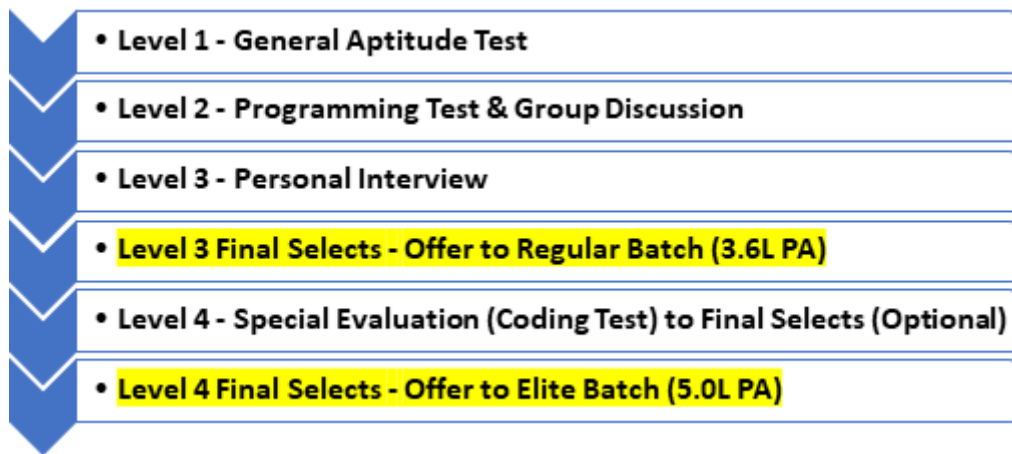 • Level 1 - General Aptitude Test
• Level 2 - Programming Test & Group Discussion
• Level 3 - Personal Interview
• Level 3 Final Selects - Offer to Regular Batch (3.6L PA)
• Level 4 - Special Evaluation (Coding Test) to Final Selects (Optional)
• Level 4 Final Selects - Offer to Elite Batch (5.0L PA)